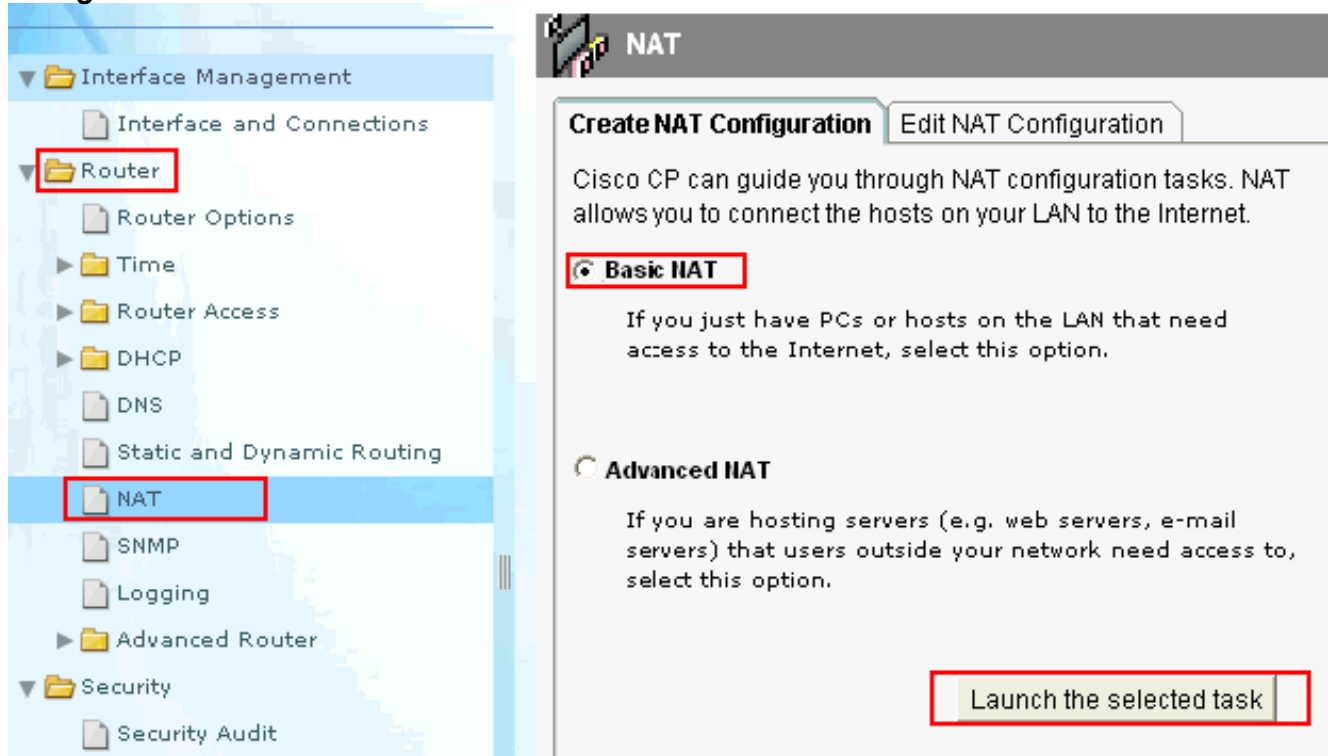 Interface Management
Interface and Connections
Router
Router Options
Time
Router Access
DHCP
DNS
Static and Dynamic Routing
NAT
SNMP
Logging
Advanced Router
Security
Security Audit
NAT
Create NAT Configuration
Edit NAT Configuration
Cisco CP can guide you through NAT configuration tasks. NAT
allows you to connect the hosts on your LAN to the Internet.
Basic NAT
If you just have PCs or hosts on the LAN that need
access to the Internet, select this option.
Advanced NAT
If you are hosting servers (e.g. web servers, e-mail
servers) that users outside your network need access to,
select this option.
Launch the selected task